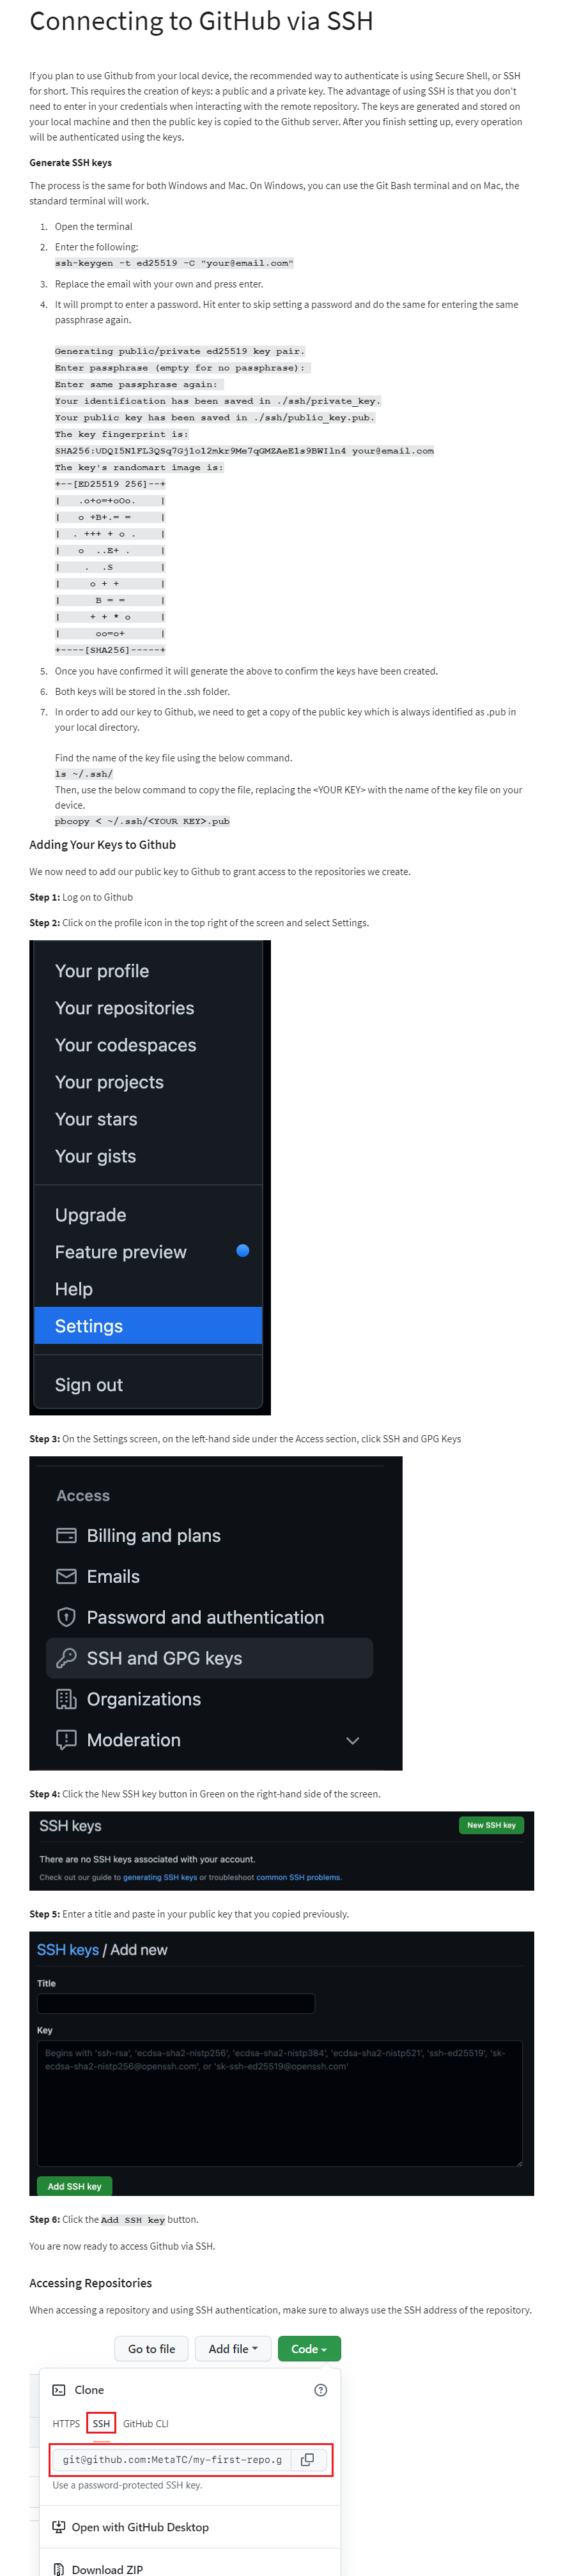 Connecting to GitHub via SSH
If you plan to use Github from your local device, the recommended way to authenticate is using Secure Shell, or SSH
for short. This requires the creation of keys: a public and a private key. The advantage of using SSH is that you don't
need to enter in your credentials when interacting with the remote repository. The keys are generated and stored on
your local machine and then the public key is copied to the Github server. After you finish setting up, every operation
will be authenticated using the keys.
Generate SSH keys
The process is the same for both Windows and Mac. On Windows, you can use the Git Bash terminal and on Mac, the
standard terminal will work.
1. Open the terminal
2. Enter the following:
ssh-keygen -t ed25519 -C "your@email.com"
3. Replace the email with your own and press enter.
4. It will prompt to enter a password. Hit enter to skip setting a password and do the same for entering the same
passphrase again.
Generating public/private ed25519 key pair.
Enter passphrase (empty for no passphrase):
Enter same passphrase again:
Your identification has been saved in ./ssh/private_key.
Your public key has been saved in ./ssh/public_key.pub.
The key fingerprint is:
SHA256:UDQI5N1FL3QSq7Gj1o12mkr9Me7qGMZAeE1s9BWIln4 your@email.com
The key's randomart image is:
+--[ED25519 256]--+
| .o+o=+oOo. |
| o +B+.= = |
| . +++ + o . |
| o ..E+ . |
| . .S |
| o + + |
| B = = |
| + + * o |
| oo=o+ |
+----[SHA256]-----+
5. Once you have confirmed it will generate the above to confirm the keys have been created.
6. Both keys will be stored in the .ssh folder.
7. In order to add our key to Github, we need to get a copy of the public key which is always identified as .pub in
your local directory.
Find the name of the key file using the below command.
ls ~/.ssh/
Then, use the below command to copy the file, replacing the <YOUR KEY> with the name of the key file on your
device.
pbcopy < ~/.ssh/<YOUR KEY>.pub
Adding Your Keys to Github
We now need to add our public key to Github to grant access to the repositories we create.
Step 1: Log on to Github
Step 2: Click on the profile icon in the top right of the screen and select Settings.
Your profile
Your repositories
Your codespaces
Your projects
Your stars
Your gists
Upgrade
Feature preview
Help
Settings
Sign out
Step 3: On the Settings screen, on the left-hand side under the Access section, click SSH and GPG Keys
Access
Billing and plans
Emails
Password and authentication
SSH and GPG keys
Organizations
Moderation
Step 4: Click the New SSH key button in Green on the right-hand side of the screen.
SSH keys
New SSH key
There are no SSH keys associated with your account.
Check out our guide to generating SSH keys or troubleshoot common SSH problems.
Step 5: Enter a title and paste in your public key that you copied previously.
SSH keys / Add new
Title
Key
Begins with 'ssh-rsa', 'ecdsa-sha2-nistp256', 'ecdsa-sha2-nistp384', 'ecdsa-sha2-nistp521', 'ssh-ed25519', 'sk-
ecdsa-sha2-nistp256@openssh.com', or 'sk-ssh-ed25519@openssh.com'
Add SSH key
Step 6: Click the Add SSH key button.
You are now ready to access Github via SSH.
Accessing Repositories
When accessing a repository and using SSH authentication, make sure to always use the SSH address of the repository.
Go to file
Add file
Code
Clone
HTTPS SSH GitHub CLI
git@github.com:MetaTC/my-first-repo.g
Use a password-protected SSH key.
Open with GitHub Desktop
Download ZIP